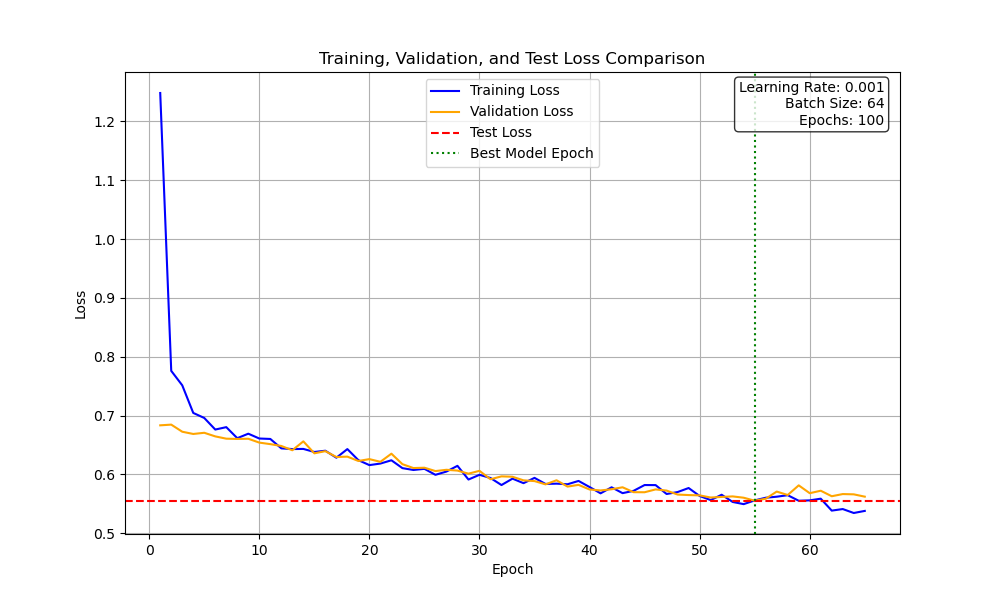 Training, Validation, and Test Loss Comparison
Training Loss
Validation Loss
Test Loss
Best Model Epoch
Learning Rate: 0.001
Batch Size: 64
Epochs: 100
Loss
1.2
1.1
1.0
0.9
0.8
0.7
0.6
0.5
0 10 20 30 40 50 60
Epoch